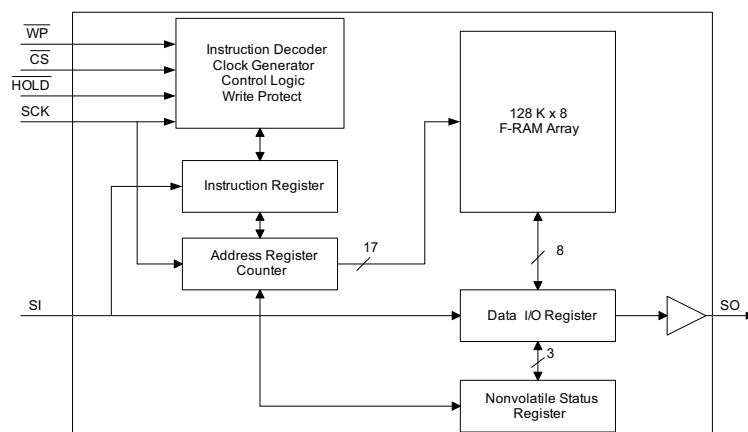 WP
CS
HOLD
SCK
Instruction Decoder
Clock Generator
Control Logic
Write Protect
128 K x 8
F-RAM Array
Instruction Register
Address Register
Counter
17
8
SI
Data I/O Register
SO
3
Nonvolatile Status
Register